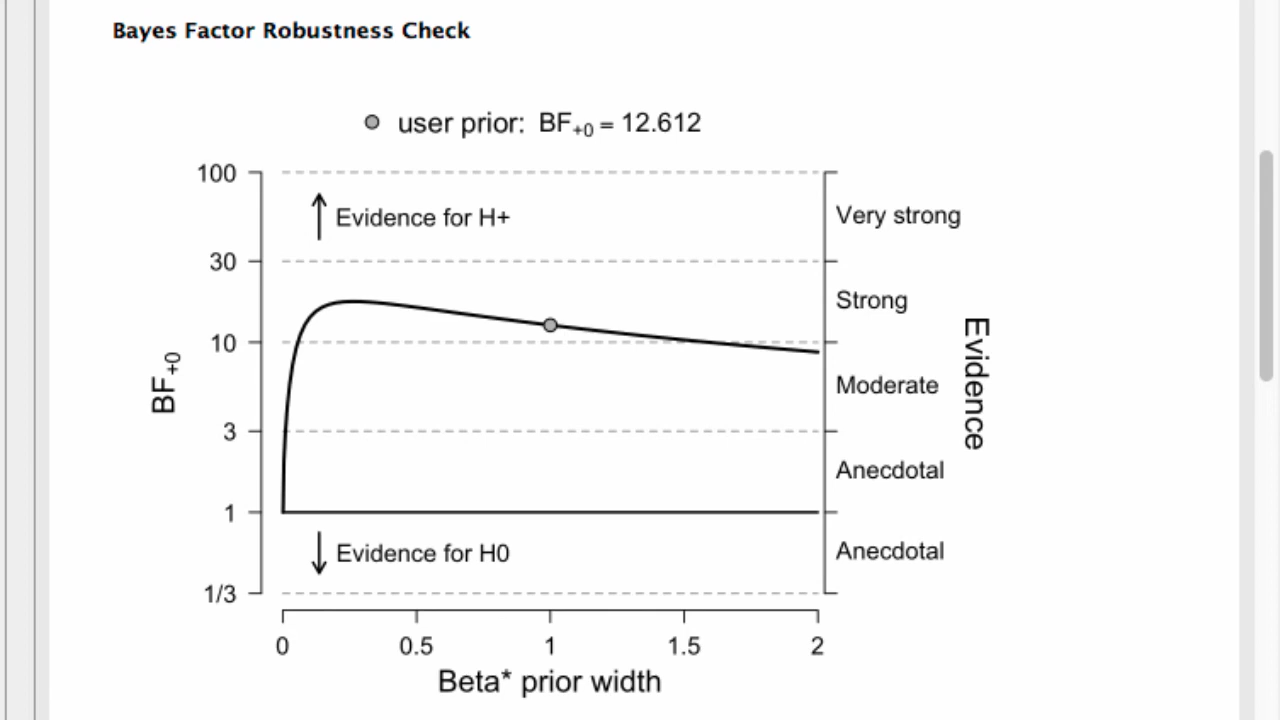 Bayes Factor Robustness Check
user prior: BF+0 = 12.612
100
Evidence for H+
Very strong
30
Strong
10
Moderate
3
Anecdotal
1
Evidence for H0
Anecdotal
1/3
BF+0
Evidence
0 0.5 1 1.5 2
Beta* prior width